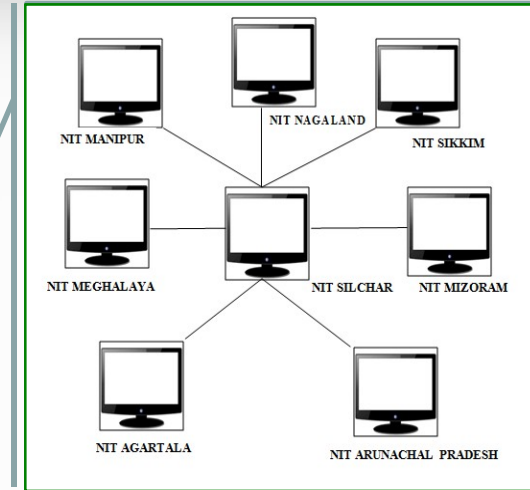 NIT NAGALAND
NIT MANIPUR
NIT SIKKIM
NIT MEGHALAYA
NIT SILCHAR
NIT MIZORAM
NIT AGARTALA
NIT ARUNACHAL PRADESH